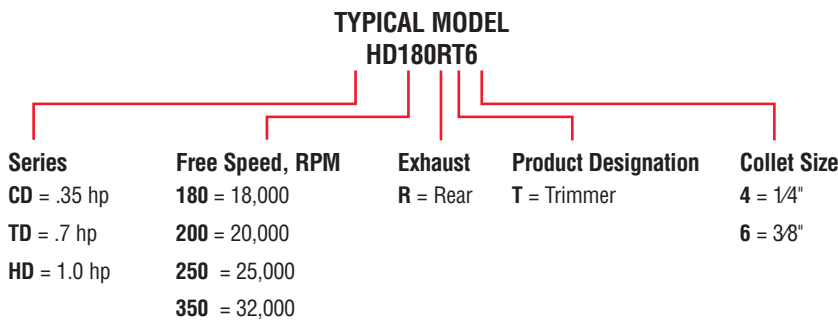 TYPICAL MODEL
HD180RT6
Series
CD = .35 hp
TD = .7 hp
HD = 1.0 hp
Free Speed, RPM
180 = 18,000
200 = 20,000
250 = 25,000
350 = 32,000
Exhaust
R = Rear
Product Designation
T = Trimmer
Collet Size
4 = 1⁄4"
6 = 3⁄8"